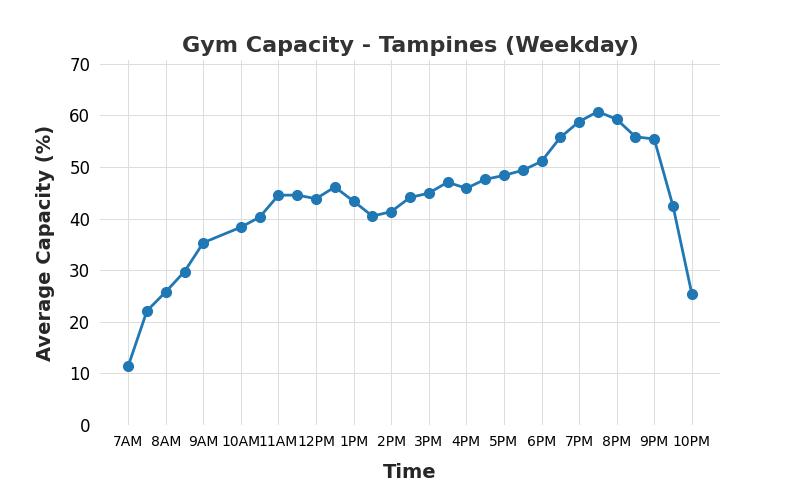 Gym Capacity - Tampines (Weekday)
70
60
50
40
30
20
10
0
Average Capacity (%)
7AM 8AM 9AM 10AM 11AM 12PM 1PM 2PM 3PM 4PM 5PM 6PM 7PM 8PM 9PM 10PM
Time